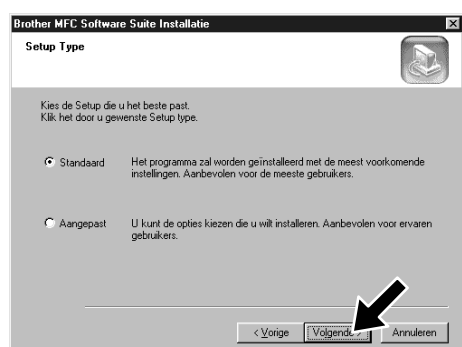 Brother MFC Software Suite Installatie
Setup Type
Kies de Setup die u het beste past.
Klik het door u gewenste Setup type.
Standaard
Het programma zal worden geïnstalleerd met de meest voorkomende
instellingen. Aanbevolen voor de meeste gebruikers.
Aangepast
U kunt de opties kiezen die u wilt installeren. Aanbevolen voor ervaren
gebruikers.
< Vorige
Volgende >
Annuleren